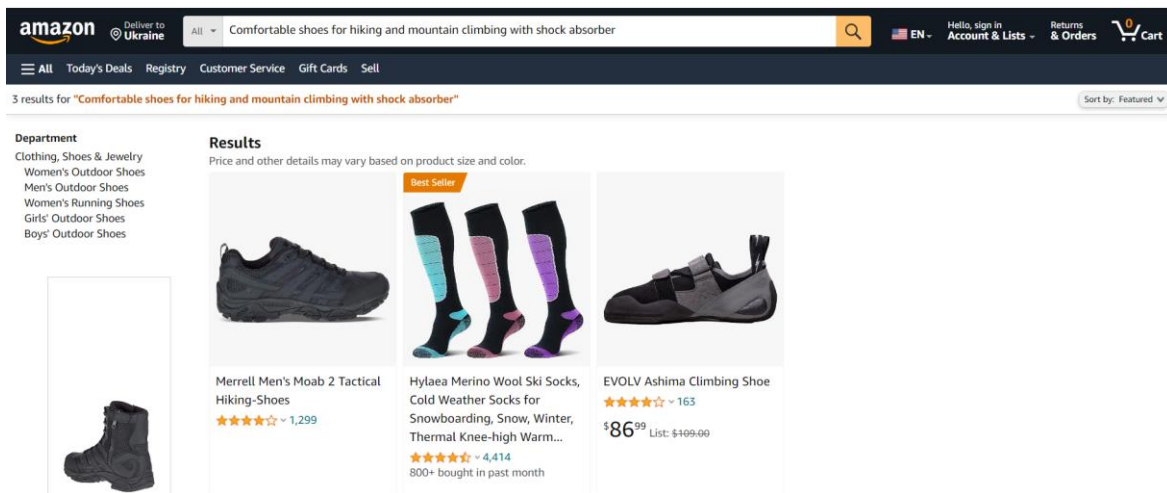 amazon
Deliver to
Ukraine
All
Comfortable shoes for hiking and mountain climbing with shock absorber
EN
Hello, sign in
Account & Lists
Returns
& Orders
0
Cart
All Today's Deals Registry Customer Service Gift Cards Sell
3 results for "Comfortable shoes for hiking and mountain climbing with shock absorber"
Sort by: Featured
Department
Clothing, Shoes & Jewelry
Women's Outdoor Shoes
Men's Outdoor Shoes
Women's Running Shoes
Girls' Outdoor Shoes
Boys' Outdoor Shoes
Results
Price and other details may vary based on product size and color.
Merrell Men's Moab 2 Tactical
Hiking-Shoes
1,299
Best Seller
Hylaea Merino Wool Ski Socks,
Cold Weather Socks for
Snowboarding, Snow, Winter,
Thermal Knee-high Warm...
4,414
800+ bought in past month
EVOLV Ashima Climbing Shoe
163
$8699 List: $109.00